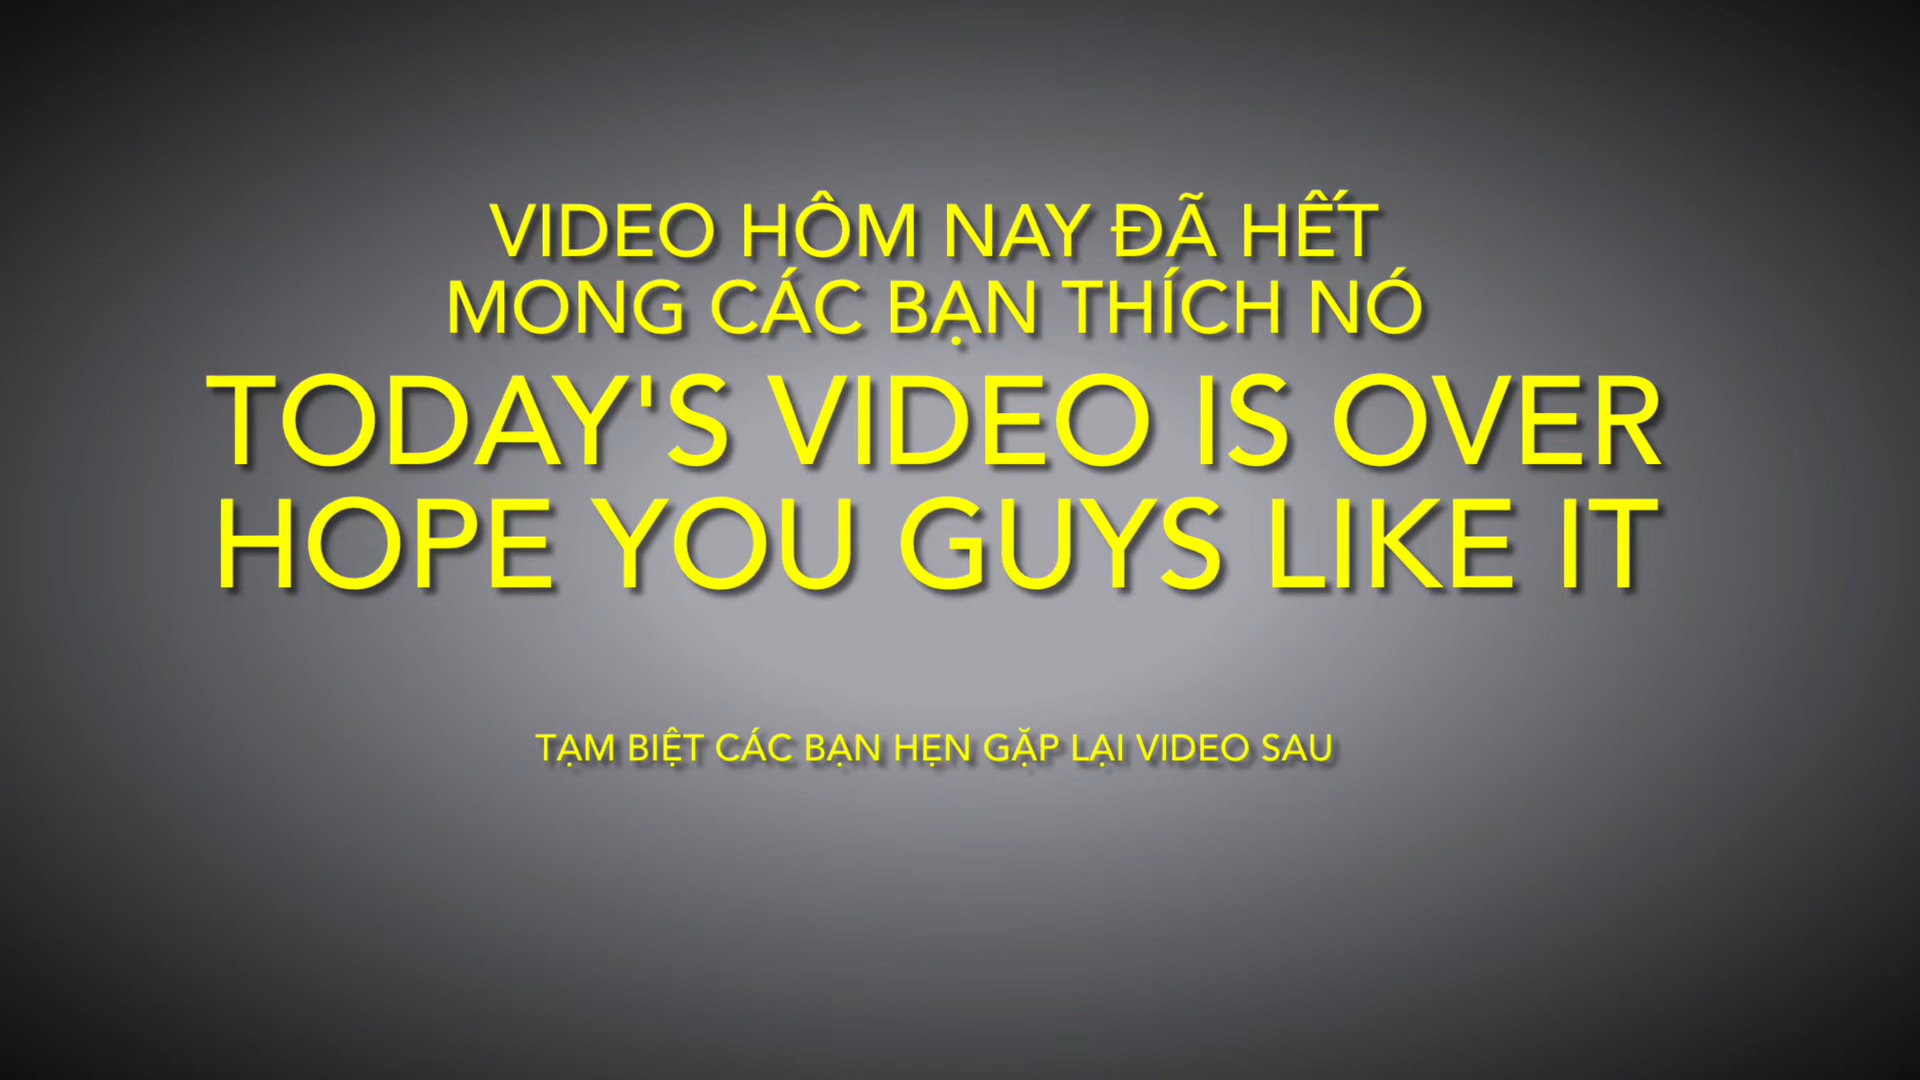 VIDEO HÔM NAY ĐÃ HẾT
MONG CÁC BẠN THÍCH NÓ
TODAY'S VIDEO IS OVER
HOPE YOU GUYS LIKE IT
TẠM BIỆT CÁC BẠN HẸN GẶP LẠI VIDEO SAU